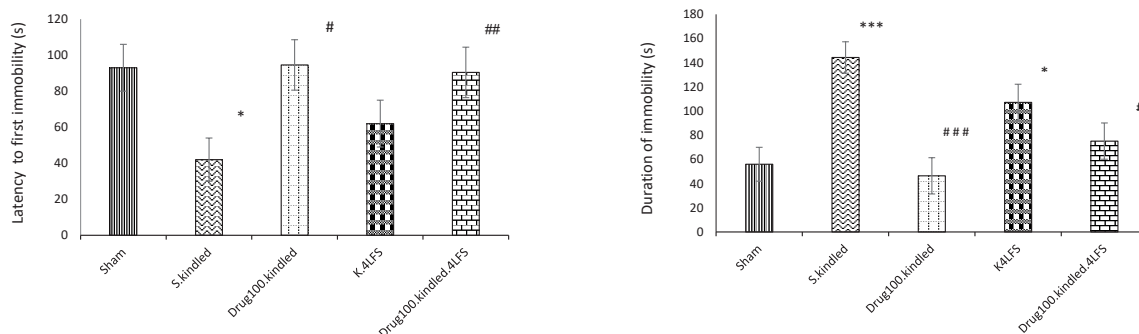 Latency to first immobility (s)
120
100
80
60
40
20
0
*
#
##
Sham
S.kindled
Drug100.kindled
K.4LFS
Drug100.kindled.4LFS
Duration of immobility (s)
180
160
140
120
100
80
60
40
20
0
***
###
*
Sham
S.kindled
Drug100.kindled
K4LFS
Drug100.kindled.4LFS